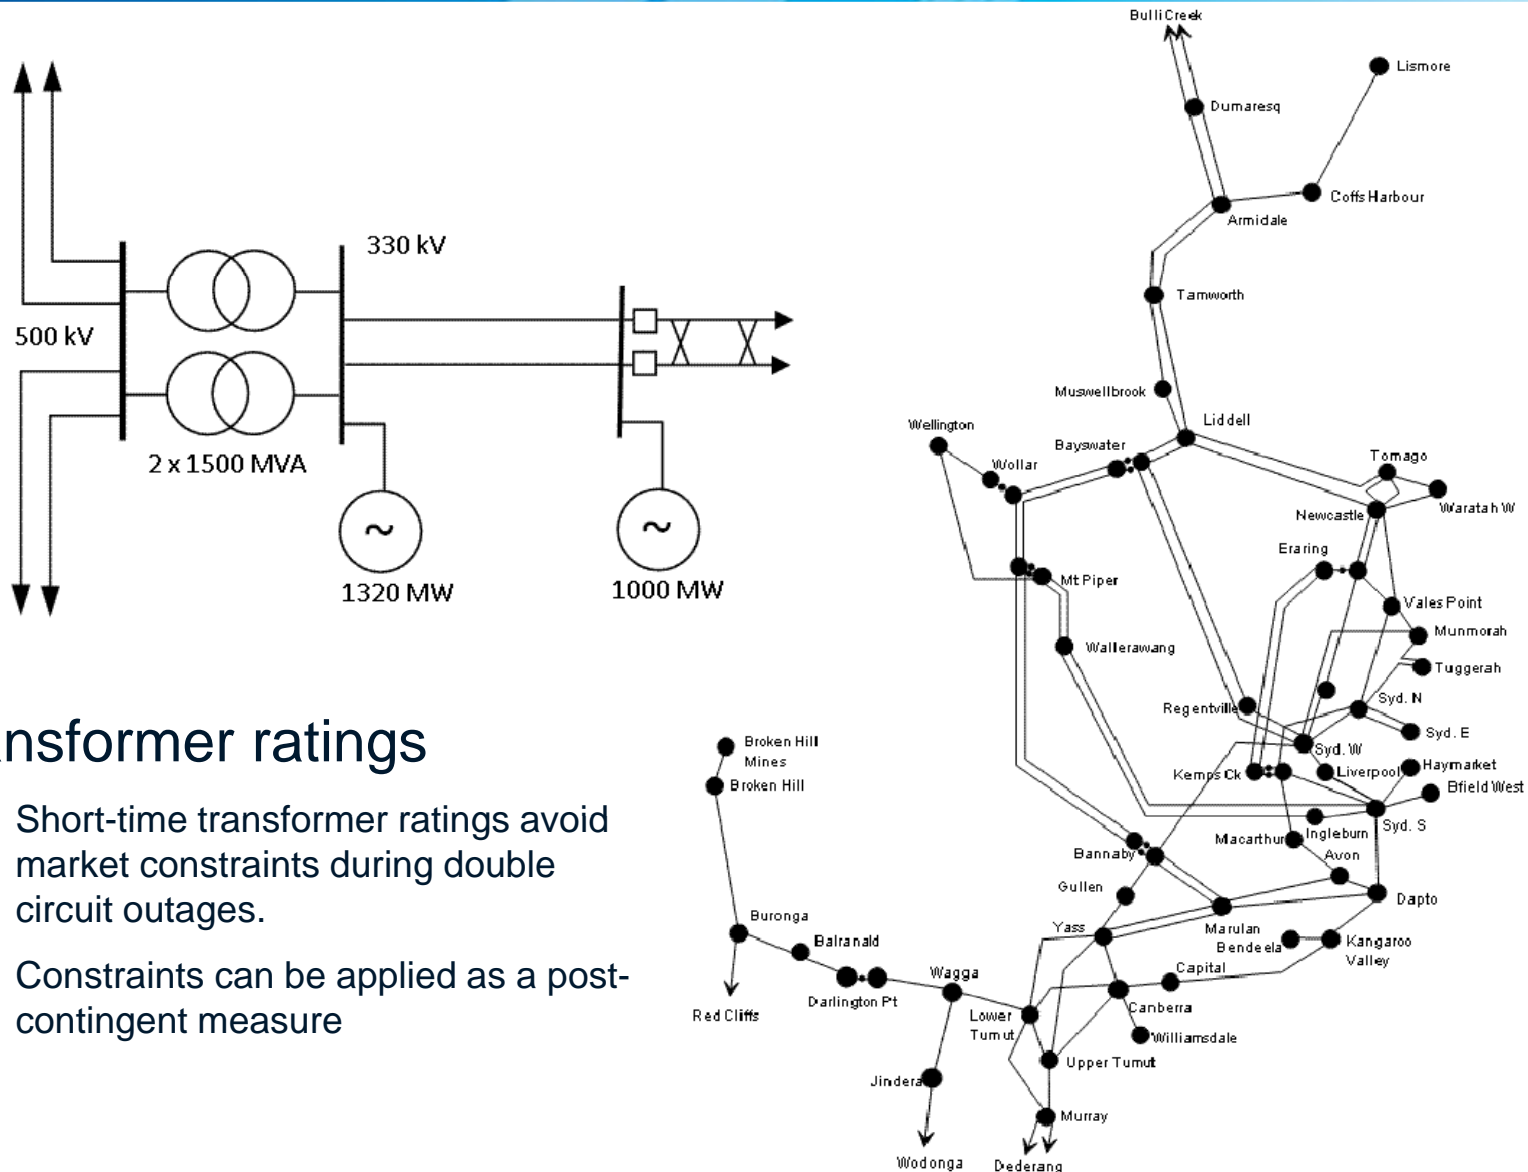 500 kV
330 kV
2 x 1500 MVA
~
1320 MW
~
1000 MW
nsformer ratings
Short-time transformer ratings avoid
market constraints during double
circuit outages.
Constraints can be applied as a post-
contingent measure
Bulli Creek
Lismore
Dumaresq
Coffs Harbour
Armidale
Tamworth
Muswellbrook
Liddell
Wellington
Bayswater
Wollar
Tomago
Newcastle
Waratah W
Eraring
Mt Piper
Vales Point
Munmorah
Wallerawang
Tuggerah
Regentville
Syd. N
Syd. E
Syd. W
Broken Hill
Mines
Broken Hill
Kemps Ck
Liverpool
Haymarket
Bfield West
Syd. S
Ingleburn
Macarthur
Avon
Bannaby
Gullen
Dapto
Buronga
Yass
Marulan
Balranald
Bendeela
Kangaroo
Valley
Capital
Wagga
Darlington Pt
Red Cliffs
Lower
Tumut
Canberra
Williamsdale
Upper Tumut
Jindera
Murray
Wodonga
Dederang